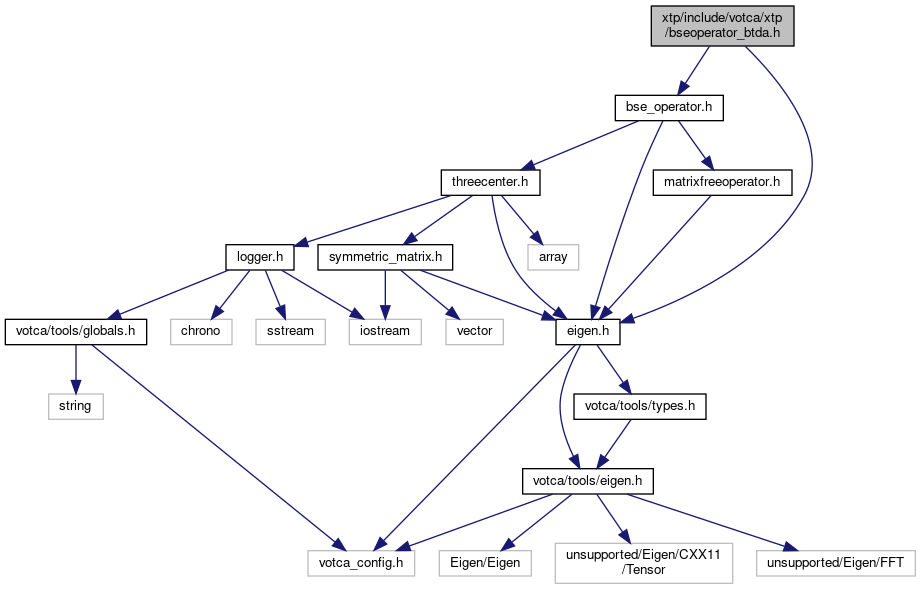 xtp/include/votca/xtp
/bseoperator_btda.h
bse_operator.h
threecenter.h
matrixfreeoperator.h
logger.h
symmetric_matrix.h
array
votca/tools/globals.h
chrono
sstream
iostream
vector
eigen.h
string
votca/tools/types.h
votca/tools/eigen.h
votca_config.h
Eigen/Eigen
unsupported/Eigen/CXX11
/Tensor
unsupported/Eigen/FFT